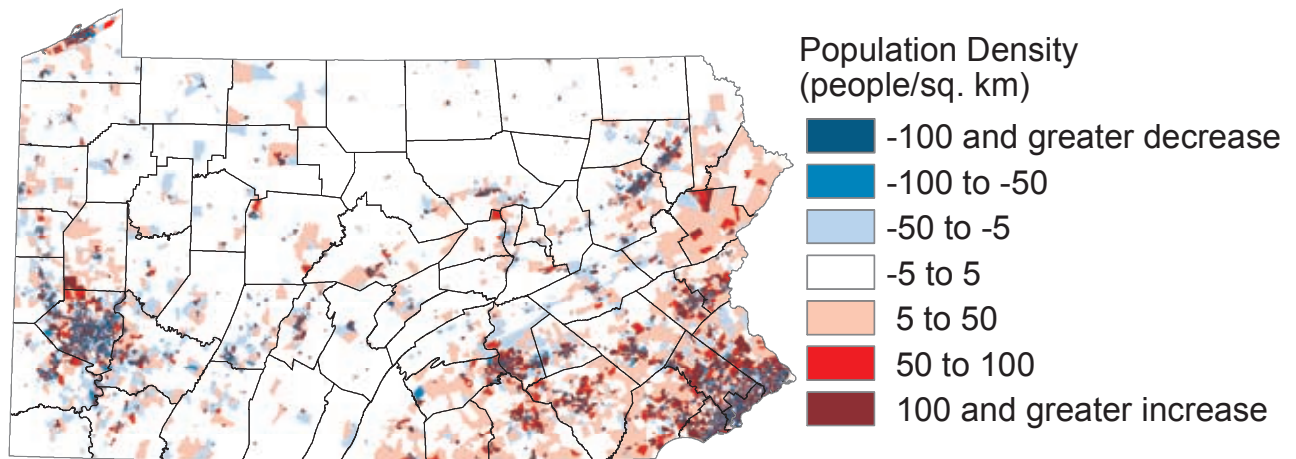 Population Density
(people/sq. km)
-100 and greater decrease
-100 to -50
-50 to -5
-5 to 5
5 to 50
50 to 100
100 and greater increase